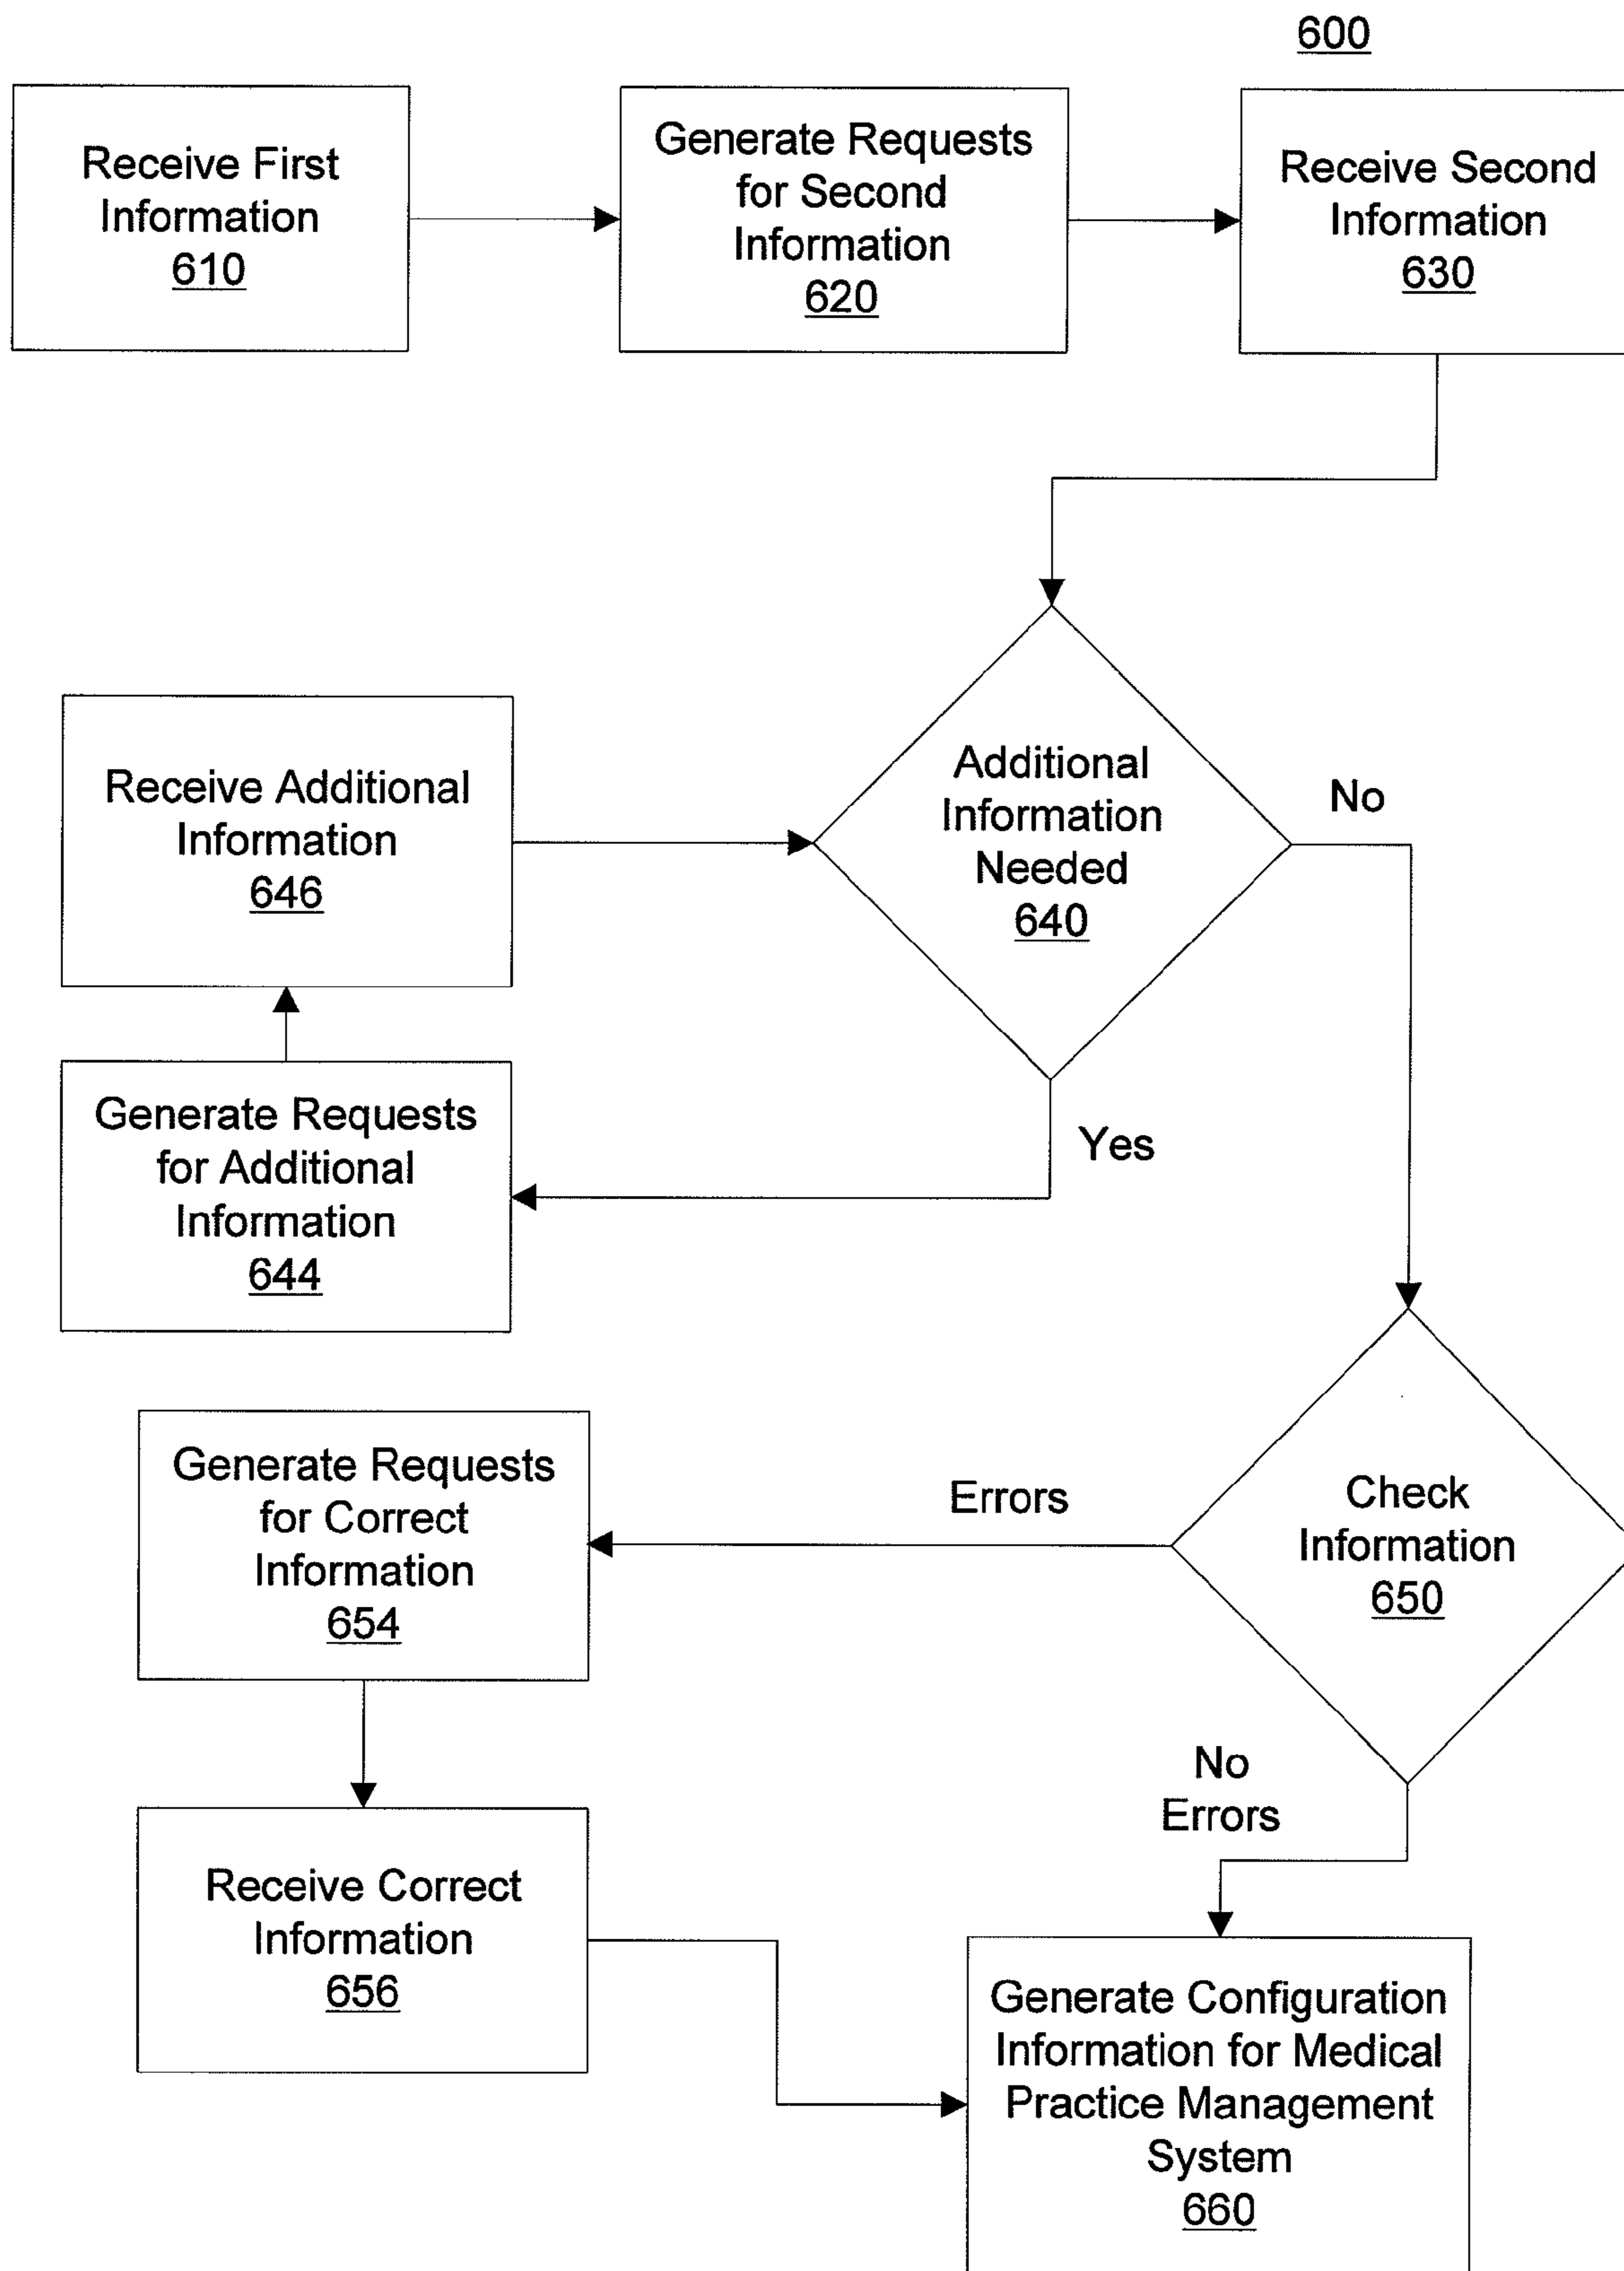 600
Receive First
Information
610
Generate Requests
for Second
Information
620
Receive Second
Information
630
Additional
Information
Needed
640
No
Yes
Receive Additional
Information
646
Generate Requests
for Additional
Information
644
Check
Information
650
Errors
No
Errors
Generate Requests
for Correct
Information
654
Receive Correct
Information
656
Generate Configuration
Information for Medical
Practice Management
System
660